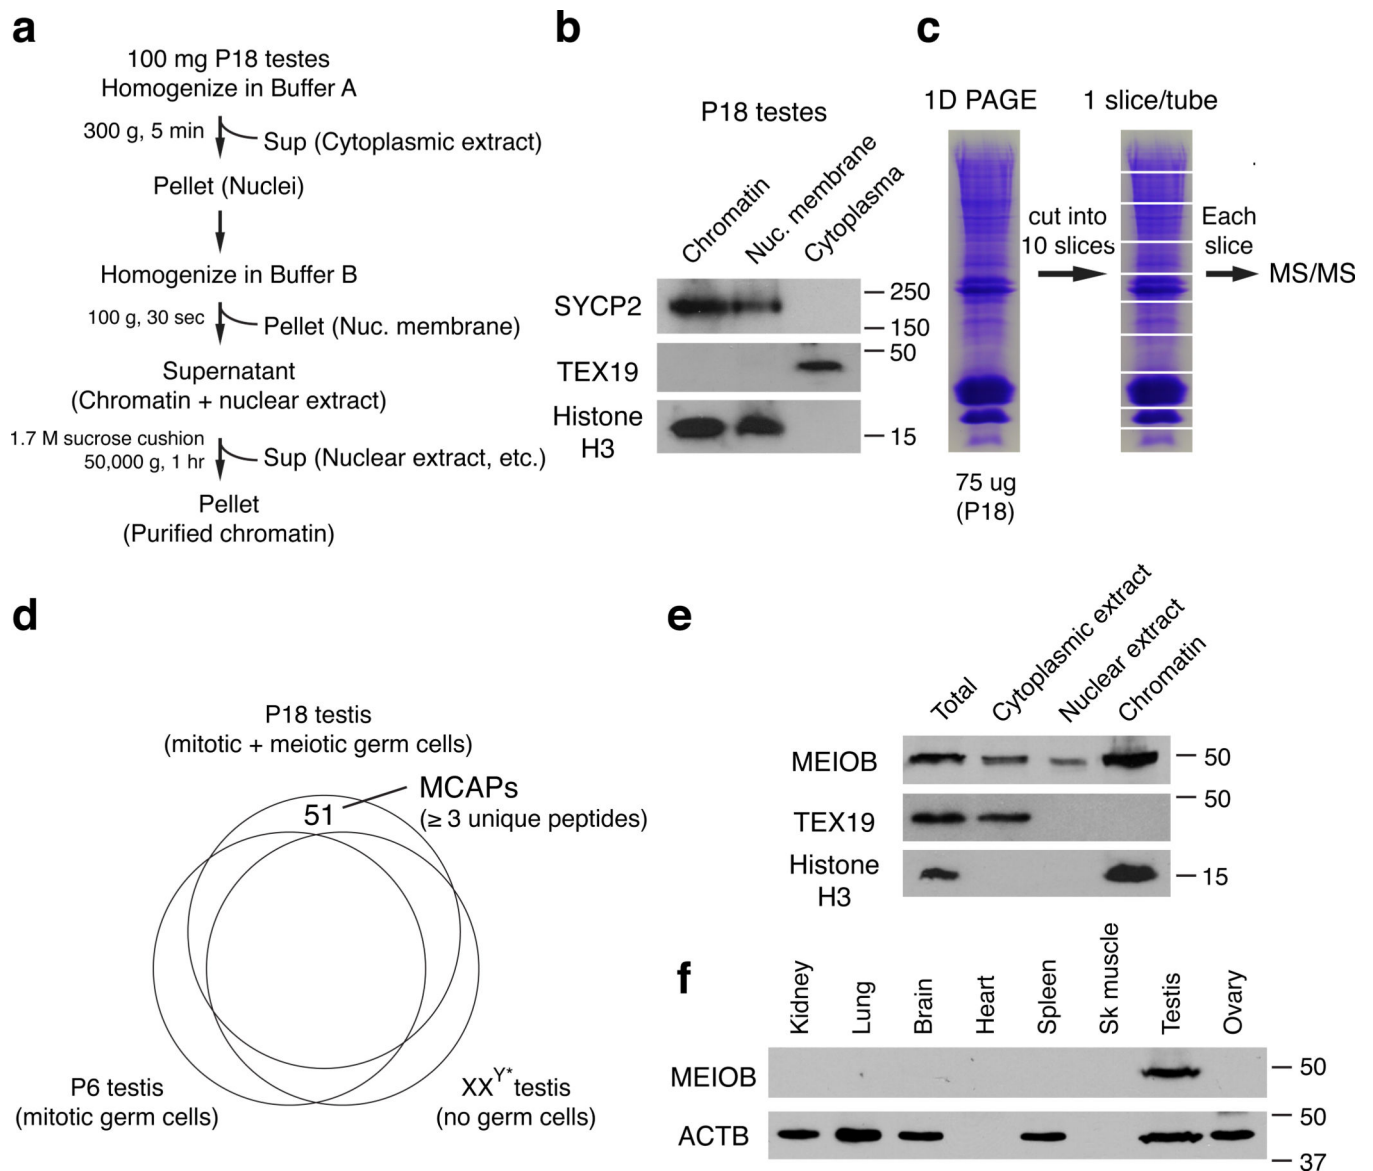 a
100 mg P18 testes
Homogenize in Buffer A
300 g, 5 min
Sup (Cytoplasmic extract)
Pellet (Nuclei)
Homogenize in Buffer B
100 g, 30 sec
Pellet (Nuc. membrane)
Supernatant
(Chromatin + nuclear extract)
1.7 M sucrose cushion
50,000 g, 1 hr
Sup (Nuclear extract, etc.)
Pellet
(Purified chromatin)
b
P18 testes
Chromatin
Nuc. membrane
Cytoplasma
SYCP2
250
150
TEX19
50
Histone
H3
15
c
1D PAGE
1 slice/tube
cut into
10 slices
Each
slice
MS/MS
75 ug
(P18)
d
P18 testis
(mitotic + meiotic germ cells)
51
MCAPs
(≥ 3 unique peptides)
P6 testis
(mitotic germ cells)
XXY* testis
(no germ cells)
e
Total
Cytoplasmic extract
Nuclear extract
Chromatin
MEIOB
50
TEX19
50
Histone
H3
15
f
Kidney
Lung
Brain
Heart
Spleen
Sk muscle
Testis
Ovary
MEIOB
50
ACTB
50
37